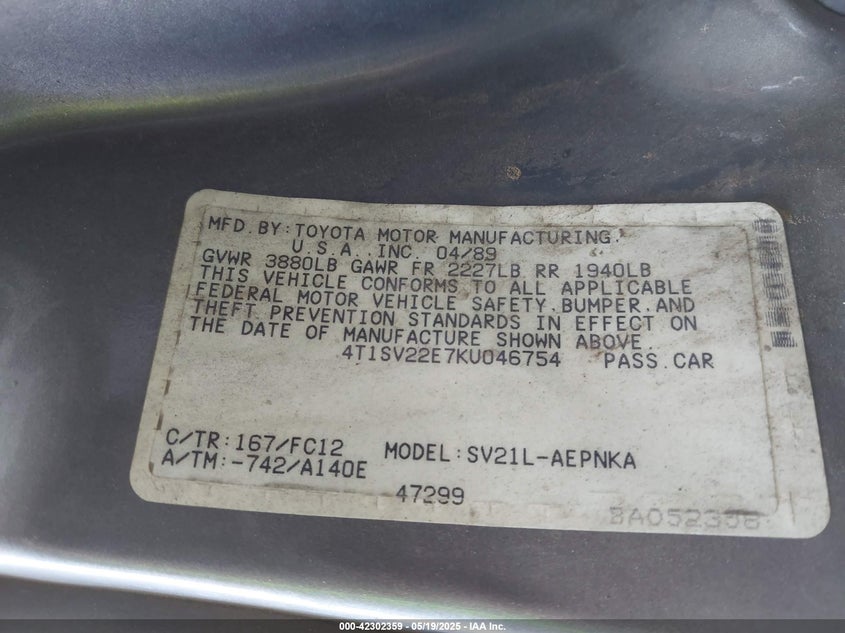 MFD.BY:TOYOTA MOTOR MANUFACTURING,
U.S.A.,INC. 04/89
GVWR 3880LB GAWR FR 2227LB RR 1940LB
THIS VEHICLE CONFORMS TO ALL APPLICABLE
FEDERAL MOTOR VEHICLE SAFETY,BUMPER,AND
THEFT PREVENTION STANDARDS IN EFFECT ON
THE DATE OF MANUFACTURE SHOWN ABOVE.
4T1SV22E7KU046754 PASS.CAR
C/TR:167/FC12 MODEL:SV21L-AEPNKA
A/TM:-742/A140E
47299
000-42302359 - 05/19/2025 - IAA Inc.